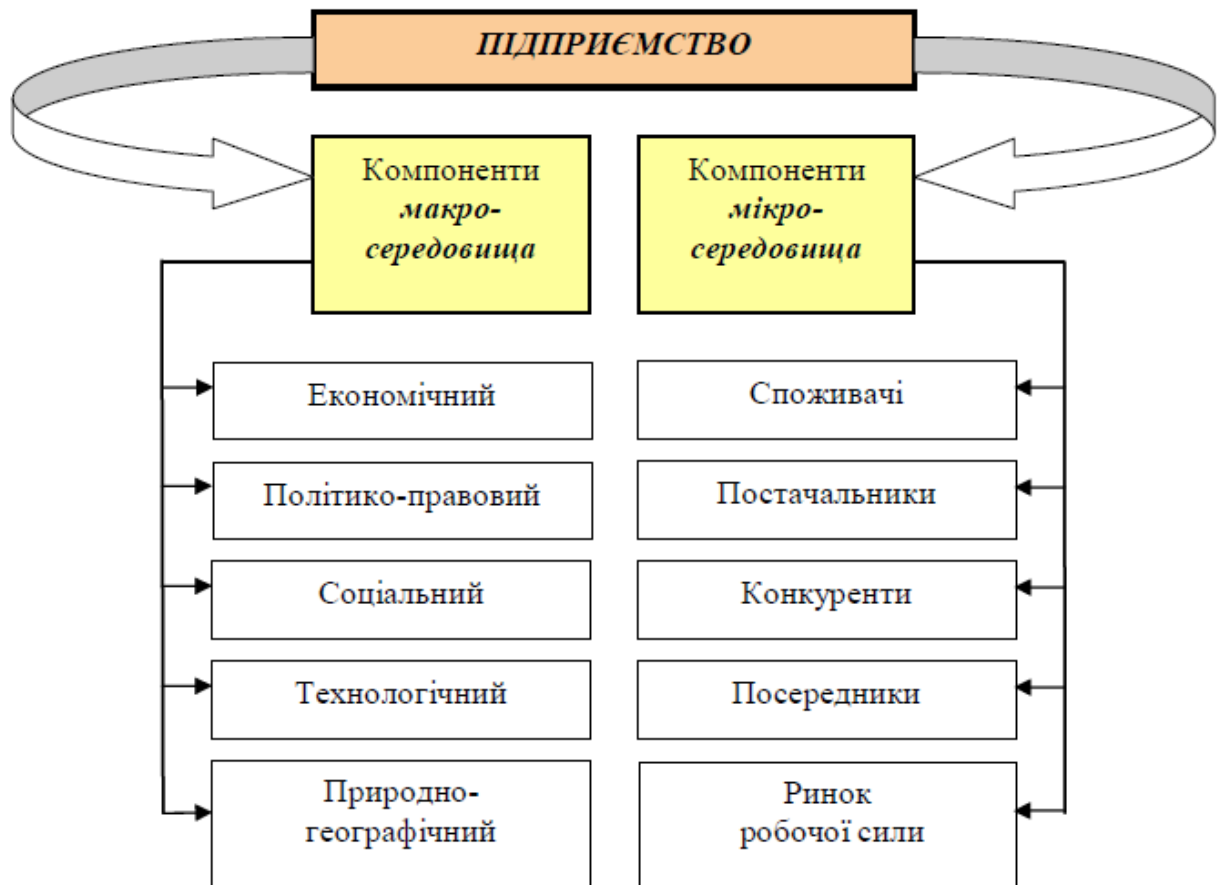 ПІДПРИЄМСТВО
Компоненти
макро-
середовища
Компоненти
мікро-
середовища
Економічний
Політико-правовий
Соціальний
Технологічний
Природно-
географічний
Споживачі
Постачальники
Конкуренти
Посередники
Ринок
робочої сили